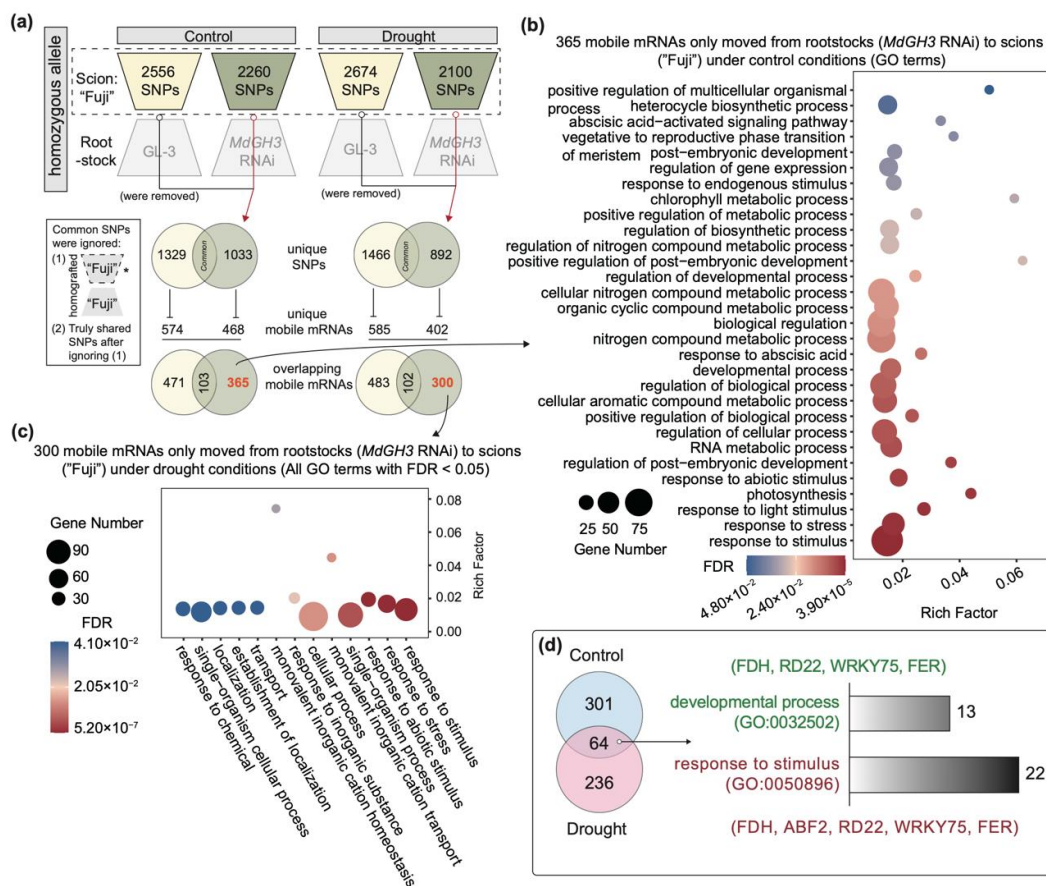 (a)
homozygous allele
Control
Drought
Scion:
"Fuji"
2556
SNPs
2260
SNPs
2674
SNPs
2100
SNPs
Root
-stock
GL-3
MdGH3
RNAi
GL-3
MdGH3
RNAi
(were removed)
(were removed)
Common SNPs
were ignored:
(1)
homografted
"Fuji"
*
"Fuji"
(2) Truly shared
SNPs after
ignoring (1)
1329
Common
1033
unique
SNPs
1466
Common
892
574
468
unique
mobile mRNAs
585
402
471
103
365
overlapping
mobile mRNAs
483
102
300
(b)
365 mobile mRNAs only moved from rootstocks (MdGH3 RNAi) to scions
("Fuji") under control conditions (GO terms)
positive regulation of multicellular organismal
process
heterocycle biosynthetic process
abscisic acid-activated signaling pathway
vegetative to reproductive phase transition
of meristem
post-embryonic development
regulation of gene expression
response to endogenous stimulus
chlorophyll metabolic process
positive regulation of metabolic process
regulation of biosynthetic process
regulation of nitrogen compound metabolic process
positive regulation of post-embryonic development
regulation of developmental process
cellular nitrogen compound metabolic process
organic cyclic compound metabolic process
biological regulation
nitrogen compound metabolic process
response to abscisic acid
developmental process
regulation of biological process
cellular aromatic compound metabolic process
positive regulation of biological process
regulation of cellular process
RNA metabolic process
regulation of post-embryonic development
response to abiotic stimulus
photosynthesis
response to light stimulus
response to stress
response to stimulus
25 50 75
Gene Number
FDR
4.80×10⁻²
2.40×10⁻²
3.90×10⁻⁵
0.02
0.04
0.06
Rich Factor
(c)
300 mobile mRNAs only moved from rootstocks (MdGH3 RNAi) to scions
("Fuji") under drought conditions (All GO terms with FDR < 0.05)
Gene Number
90
60
30
FDR
4.10×10⁻²
2.05×10⁻²
5.20×10⁻⁷
0.08
0.06
0.04
0.02
0.00
Rich Factor
response to chemical
single-organism cellular process
localization
establishment of localization
transport
monovalent inorganic cation homeostasis
response to inorganic substance
cellular process
monovalent inorganic cation transport
single-organism process
response to abiotic stimulus
response to stress
response to stimulus
(d)
Control
301
64
236
Drought
(FDH, RD22, WRKY75, FER)
developmental process
(GO:0032502)
13
response to stimulus
(GO:0050896)
22
(FDH, ABF2, RD22, WRKY75, FER)